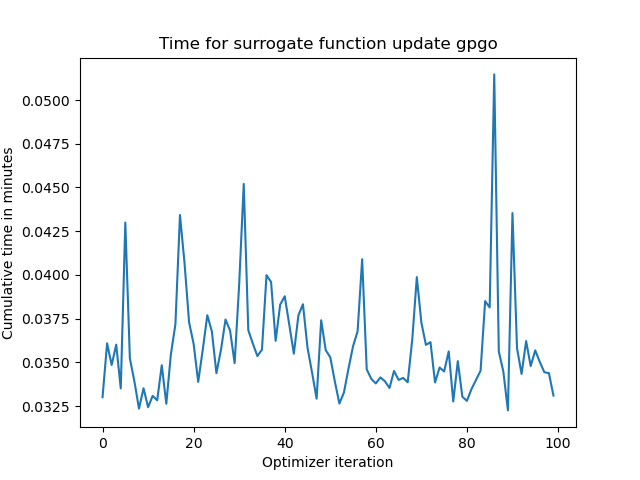 Time for surrogate function update gpgo
Cumulative time in minutes
0.0500
0.0475
0.0450
0.0425
0.0400
0.0375
0.0350
0.0325
0 20 40 60 80 100
Optimizer iteration